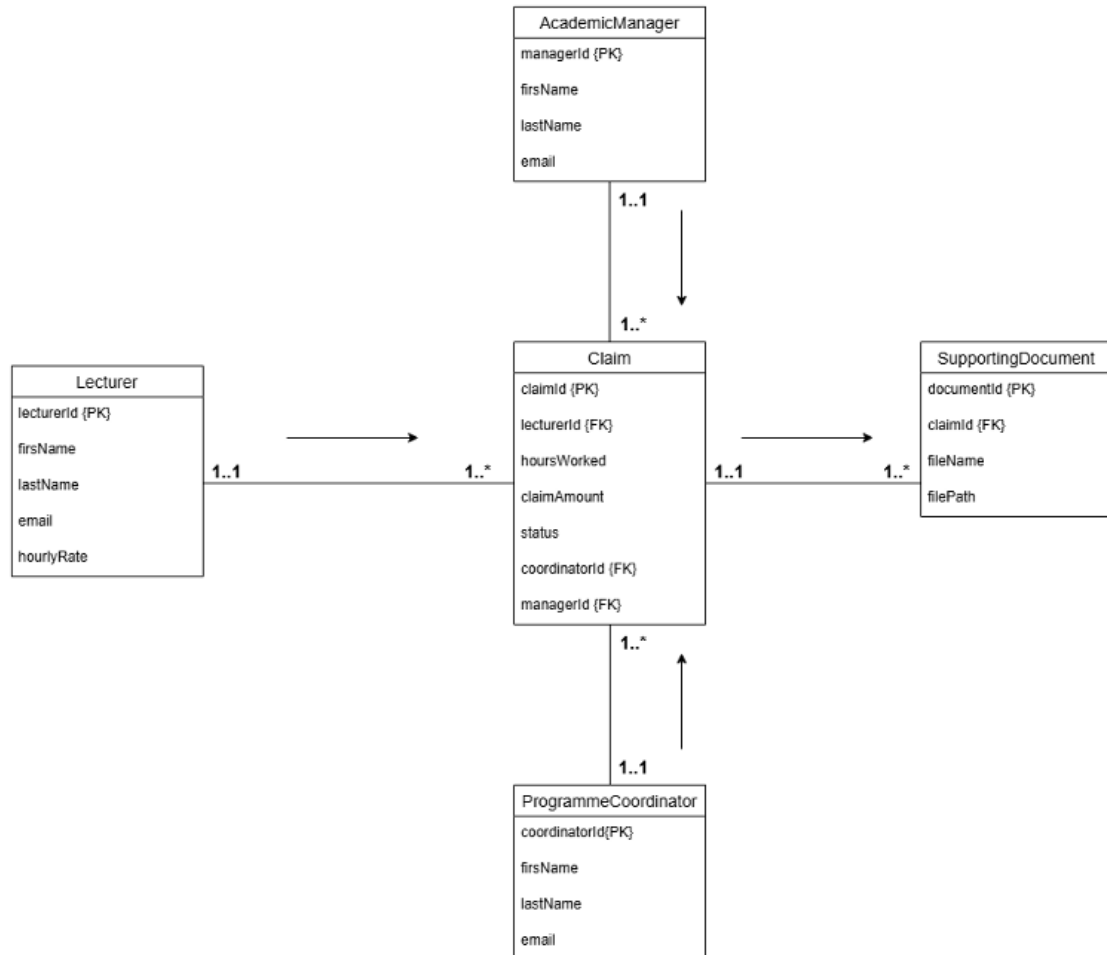 AcademicManager
managerId {PK}
firsName
lastName
email
1..1
1..*
Lecturer
lecturerId {PK}
firsName
lastName
email
hourlyRate
1..1
1..*
Claim
claimId {PK}
lecturerId {FK}
hoursWorked
claimAmount
status
coordinatorId {FK}
managerId {FK}
1..1
1..*
SupportingDocument
documentId {PK}
claimId {FK}
fileName
filePath
1..*
1..1
ProgrammeCoordinator
coordinatorId{PK}
firsName
lastName
email